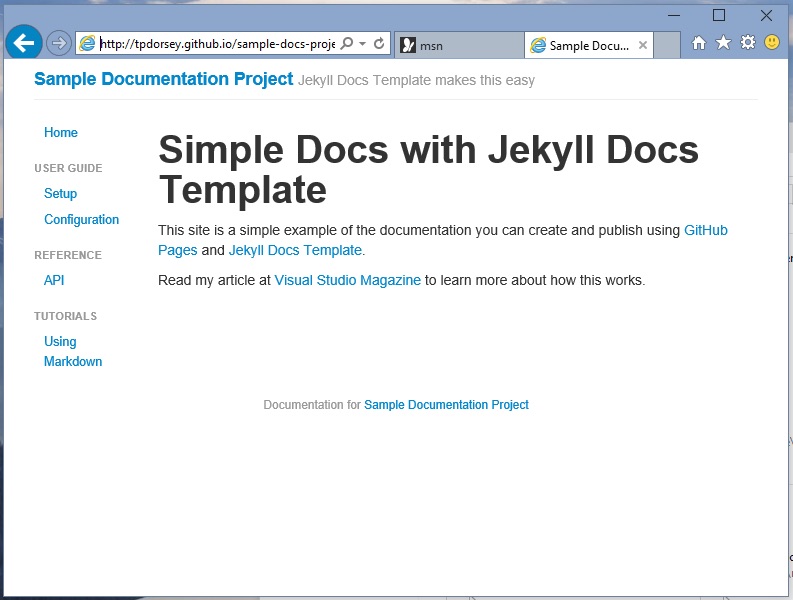 http://tpdorsey.github.io/sample-docs-proje
msn
Sample Docu...
Sample Documentation Project Jekyll Docs Template makes this easy
Home
USER GUIDE
Setup
Configuration
REFERENCE
API
TUTORIALS
Using
Markdown
Simple Docs with Jekyll Docs
Template
This site is a simple example of the documentation you can create and publish using GitHub
Pages and Jekyll Docs Template.
Read my article at Visual Studio Magazine to learn more about how this works.
Documentation for Sample Documentation Project